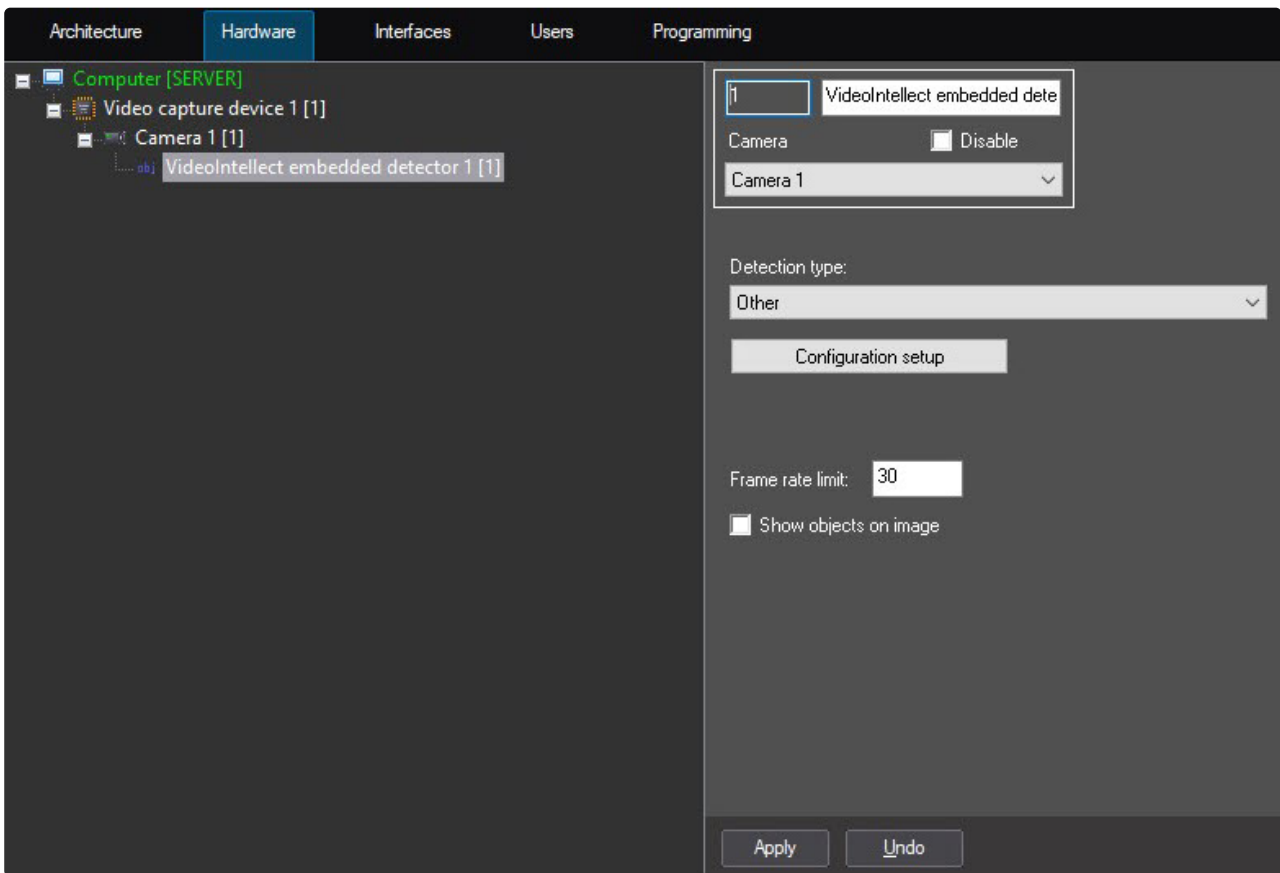 Architecture Hardware Interfaces Users Programming
Computer [SERVER]
Video capture device 1 [1]
Camera 1 [1]
obj VideoIntellect embedded detector 1 [1]
1 VideoIntellect embedded dete
Camera Disable
Camera 1
Detection type:
Other
Configuration setup
Frame rate limit: 30
Show objects on image
Apply Undo